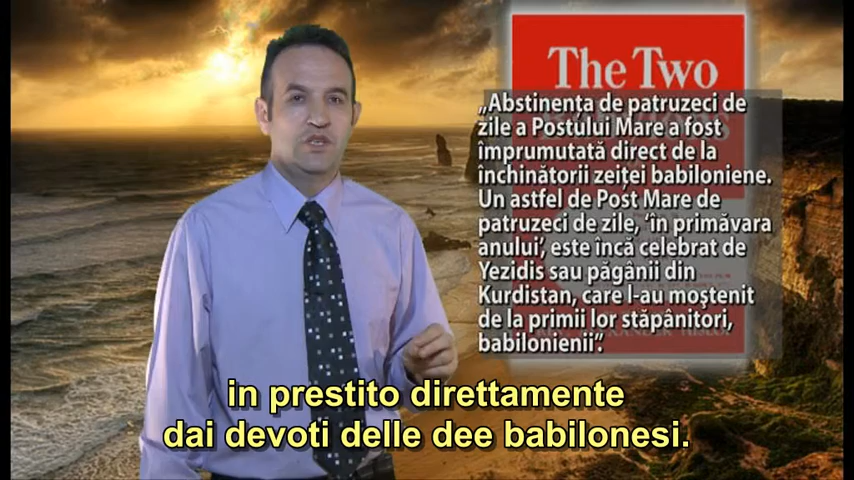 The Two
„Abstinența de patruzeci de
zile a Postului Mare a fost
împrumutată direct de la
închinătorii zeiței babiloniene.
Un astfel de Post Mare de
patruzeci de zile, ‘în primăvara
anului’, este încă celebrat de
Yezidis sau păgânii din
Kurdistan, care l-au moştenit
de la primii lor stăpânitori,
babilonienii”.
in prestito direttamente
dai devoti delle dee babilonesi.